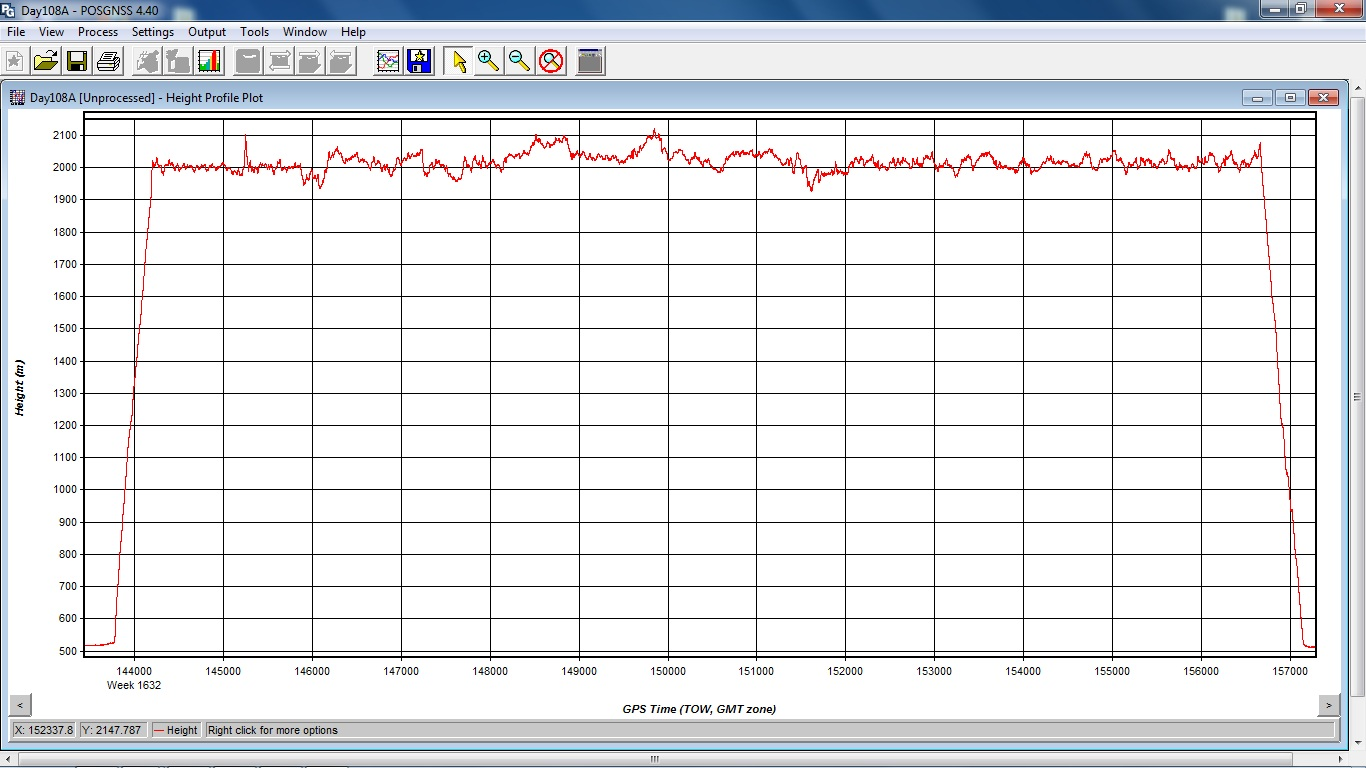 Day108A - POSGNSS 4.40
File View Process Settings Output Tools Window Help
Day108A [Unprocessed] - Height Profile Plot
2100
2000
1900
1800
1700
1600
1500
1400
1300
1200
1100
1000
900
800
700
600
500
Height (m)
144000 145000 146000 147000 148000 149000 150000 151000 152000 153000 154000 155000 156000 157000
Week 1632
GPS Time (TOW, GMT zone)
< >
X: 152337.8 Y: 2147.787 Height Right click for more options